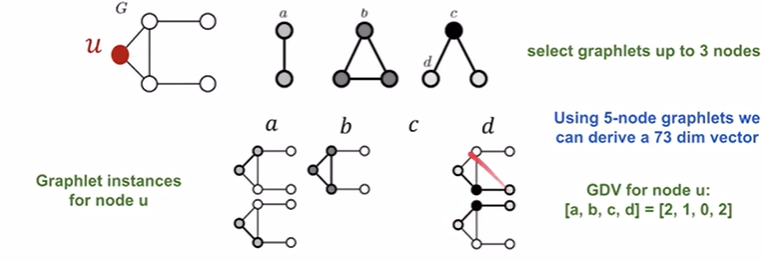 G
u
a
b
c
d
select graphlets up to 3 nodes
Using 5-node graphlets we
can derive a 73 dim vector
a b c d
Graphlet instances
for node u
GDV for node u:
[a, b, c, d] = [2, 1, 0, 2]